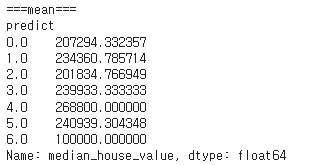 ===mean===
predict
0.0    207294.332357
1.0    234360.785714
2.0    201834.766949
3.0    239933.333333
4.0    268800.000000
5.0    240939.304348
6.0    100000.000000
Name: median_house_value, dtype: float64